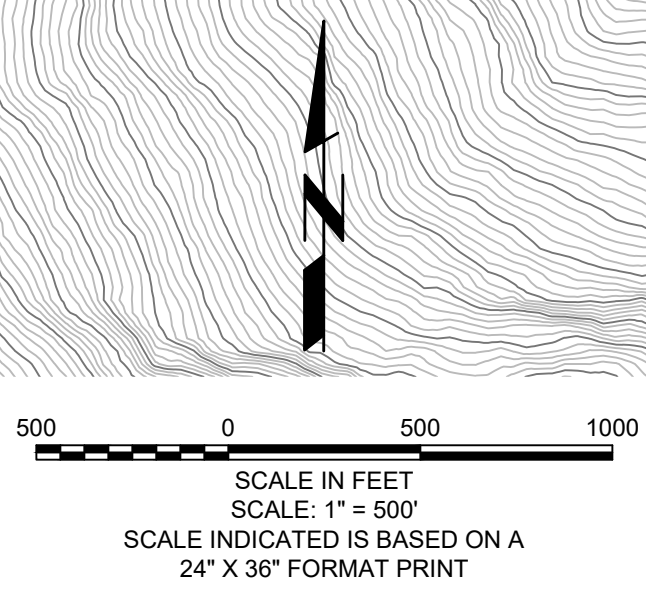 N
500 0 500 1000
SCALE IN FEET
SCALE: 1" = 500'
SCALE INDICATED IS BASED ON A
24" X 36" FORMAT PRINT